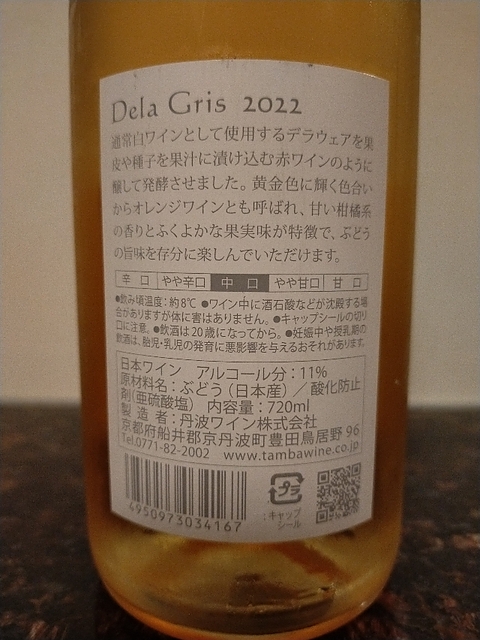 Dela Gris 2022
通常白ワインとして使用するデラウェアを果
皮や種子を果汁に漬け込む赤ワインのように
醸して発酵させました。黄金色に輝く色合い
からオレンジワインとも呼ばれ、甘い柑橘系
の香りとふくよかな果実味が特徴で、ぶどう
の旨味を存分に楽しんでいただけます。
辛口 やや辛口 中口 やや甘口 甘口
●飲み頃温度：約8℃ ●ワイン中に酒石酸などが沈殿する場
合がありますが体に害はありません。●キャップシールの切り
口に注意。●飲酒は20歳になってから。●妊娠中や授乳期の
飲酒は、胎児・乳児の発育に悪影響を与えるおそれがあります。
日本ワイン アルコール分：11%
原材料名：ぶどう（日本産）／酸化防止
剤(亜硫酸塩) 内容量：720ml
製造者：丹波ワイン株式会社
京都府船井郡京丹波町豊田鳥居野96
Tel.0771-82-2002 www.tambawine.co.jp
4950973034167
プラ
：キャップ
シール